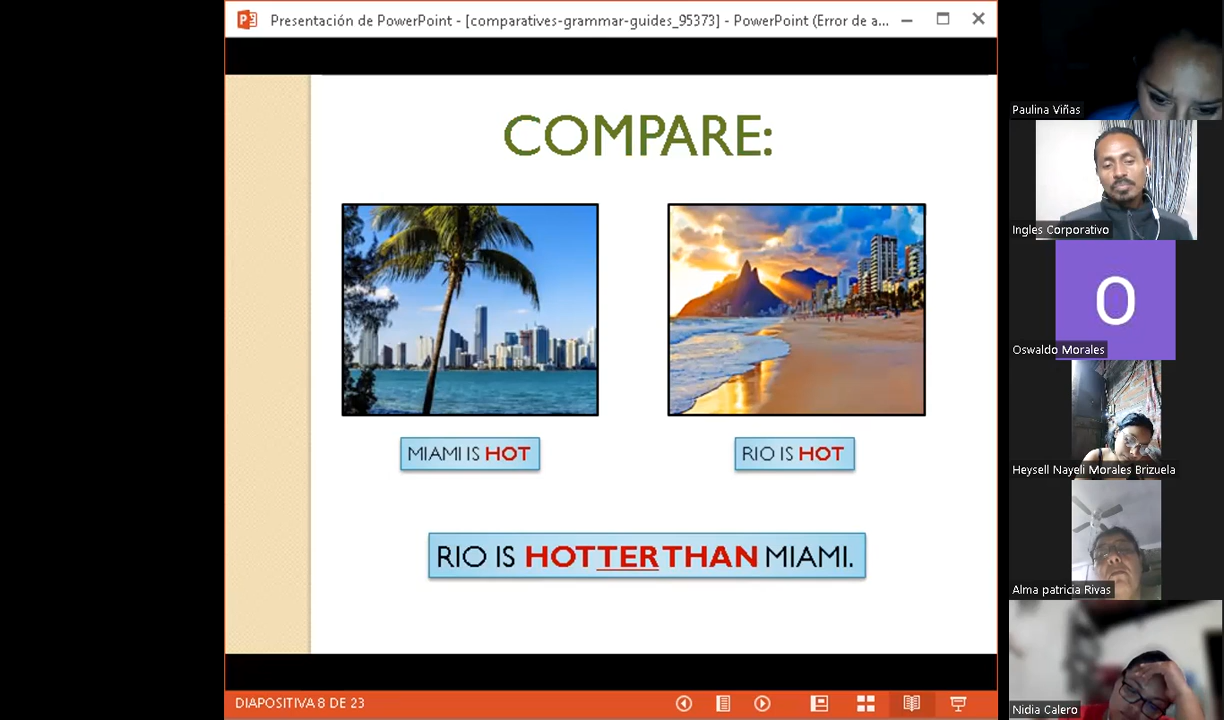 Presentación de PowerPoint - [comparatives-grammar-guides_95373] - PowerPoint (Error de a...
COMPARE:
MIAMI IS HOT
RIO IS HOT
RIO IS HOTTER THAN MIAMI.
DIAPOSITIVA 8 DE 23
Paulina Viñas
Ingles Corporativo
O
Oswaldo Morales
Heysell Nayeli Morales Brizuela
Alma patricia Rivas
Nidia Calero